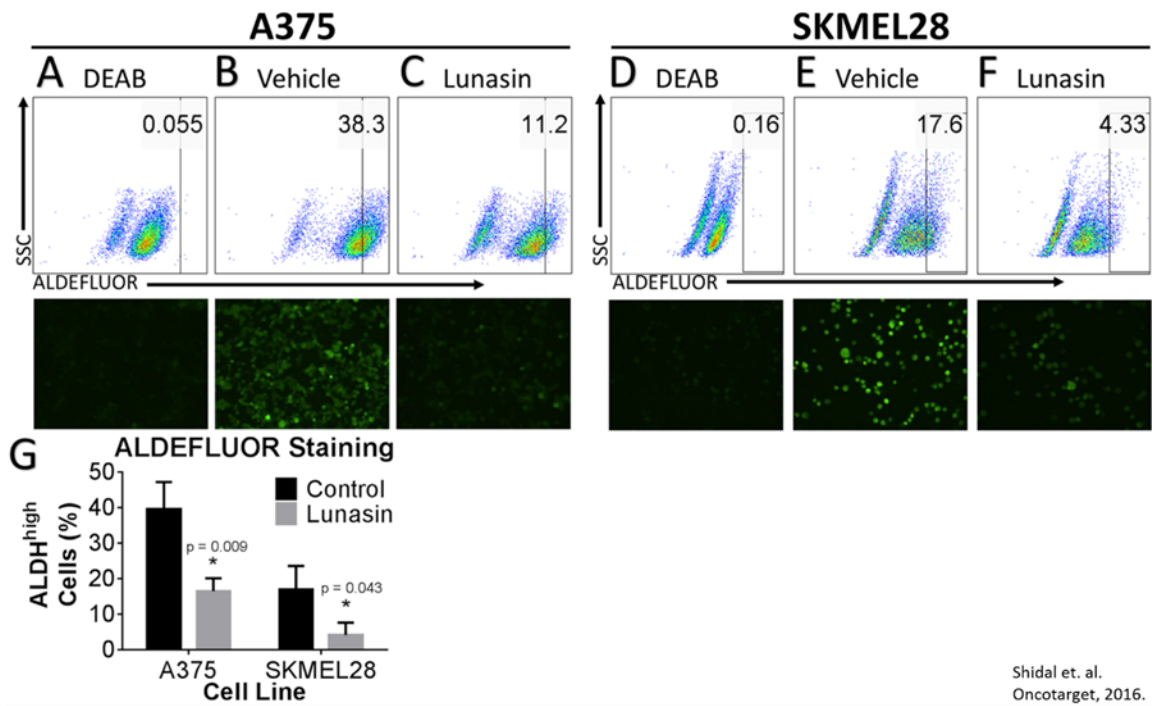 A375
SKMEL28
A DEAB
B Vehicle
C Lunasin
D DEAB
E Vehicle
F Lunasin
0.055
38.3
11.2
0.16
17.6
4.33
SSC
SSC
ALDEFLUOR
ALDEFLUOR
G
ALDEFLUOR Staining
ALDHhigh
Cells (%)
50
40
30
20
10
0
Control
Lunasin
p = 0.009
*
p = 0.043
*
A375
SKMEL28
Cell Line
Shidal et. al.
Oncotarget, 2016.